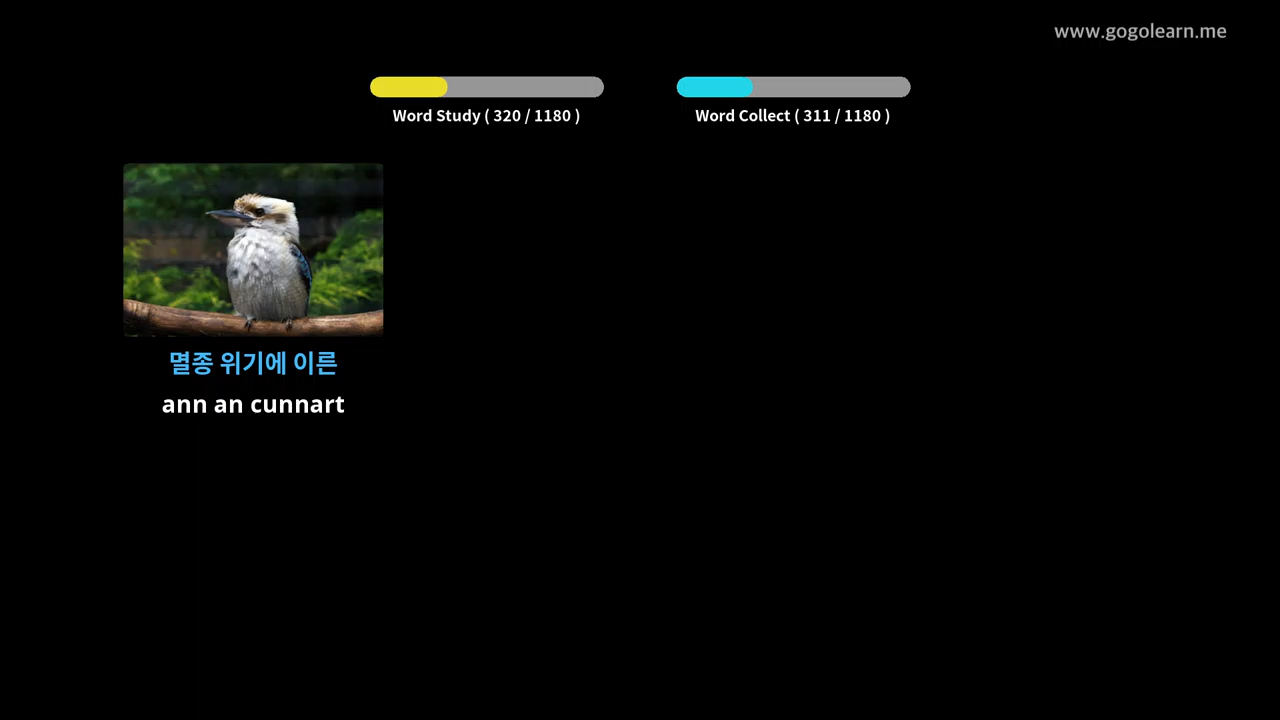 www.gogolearn.me
Word Study ( 320 / 1180 )
Word Collect ( 311 / 1180 )
멸종 위기에 이른
ann an cunnart